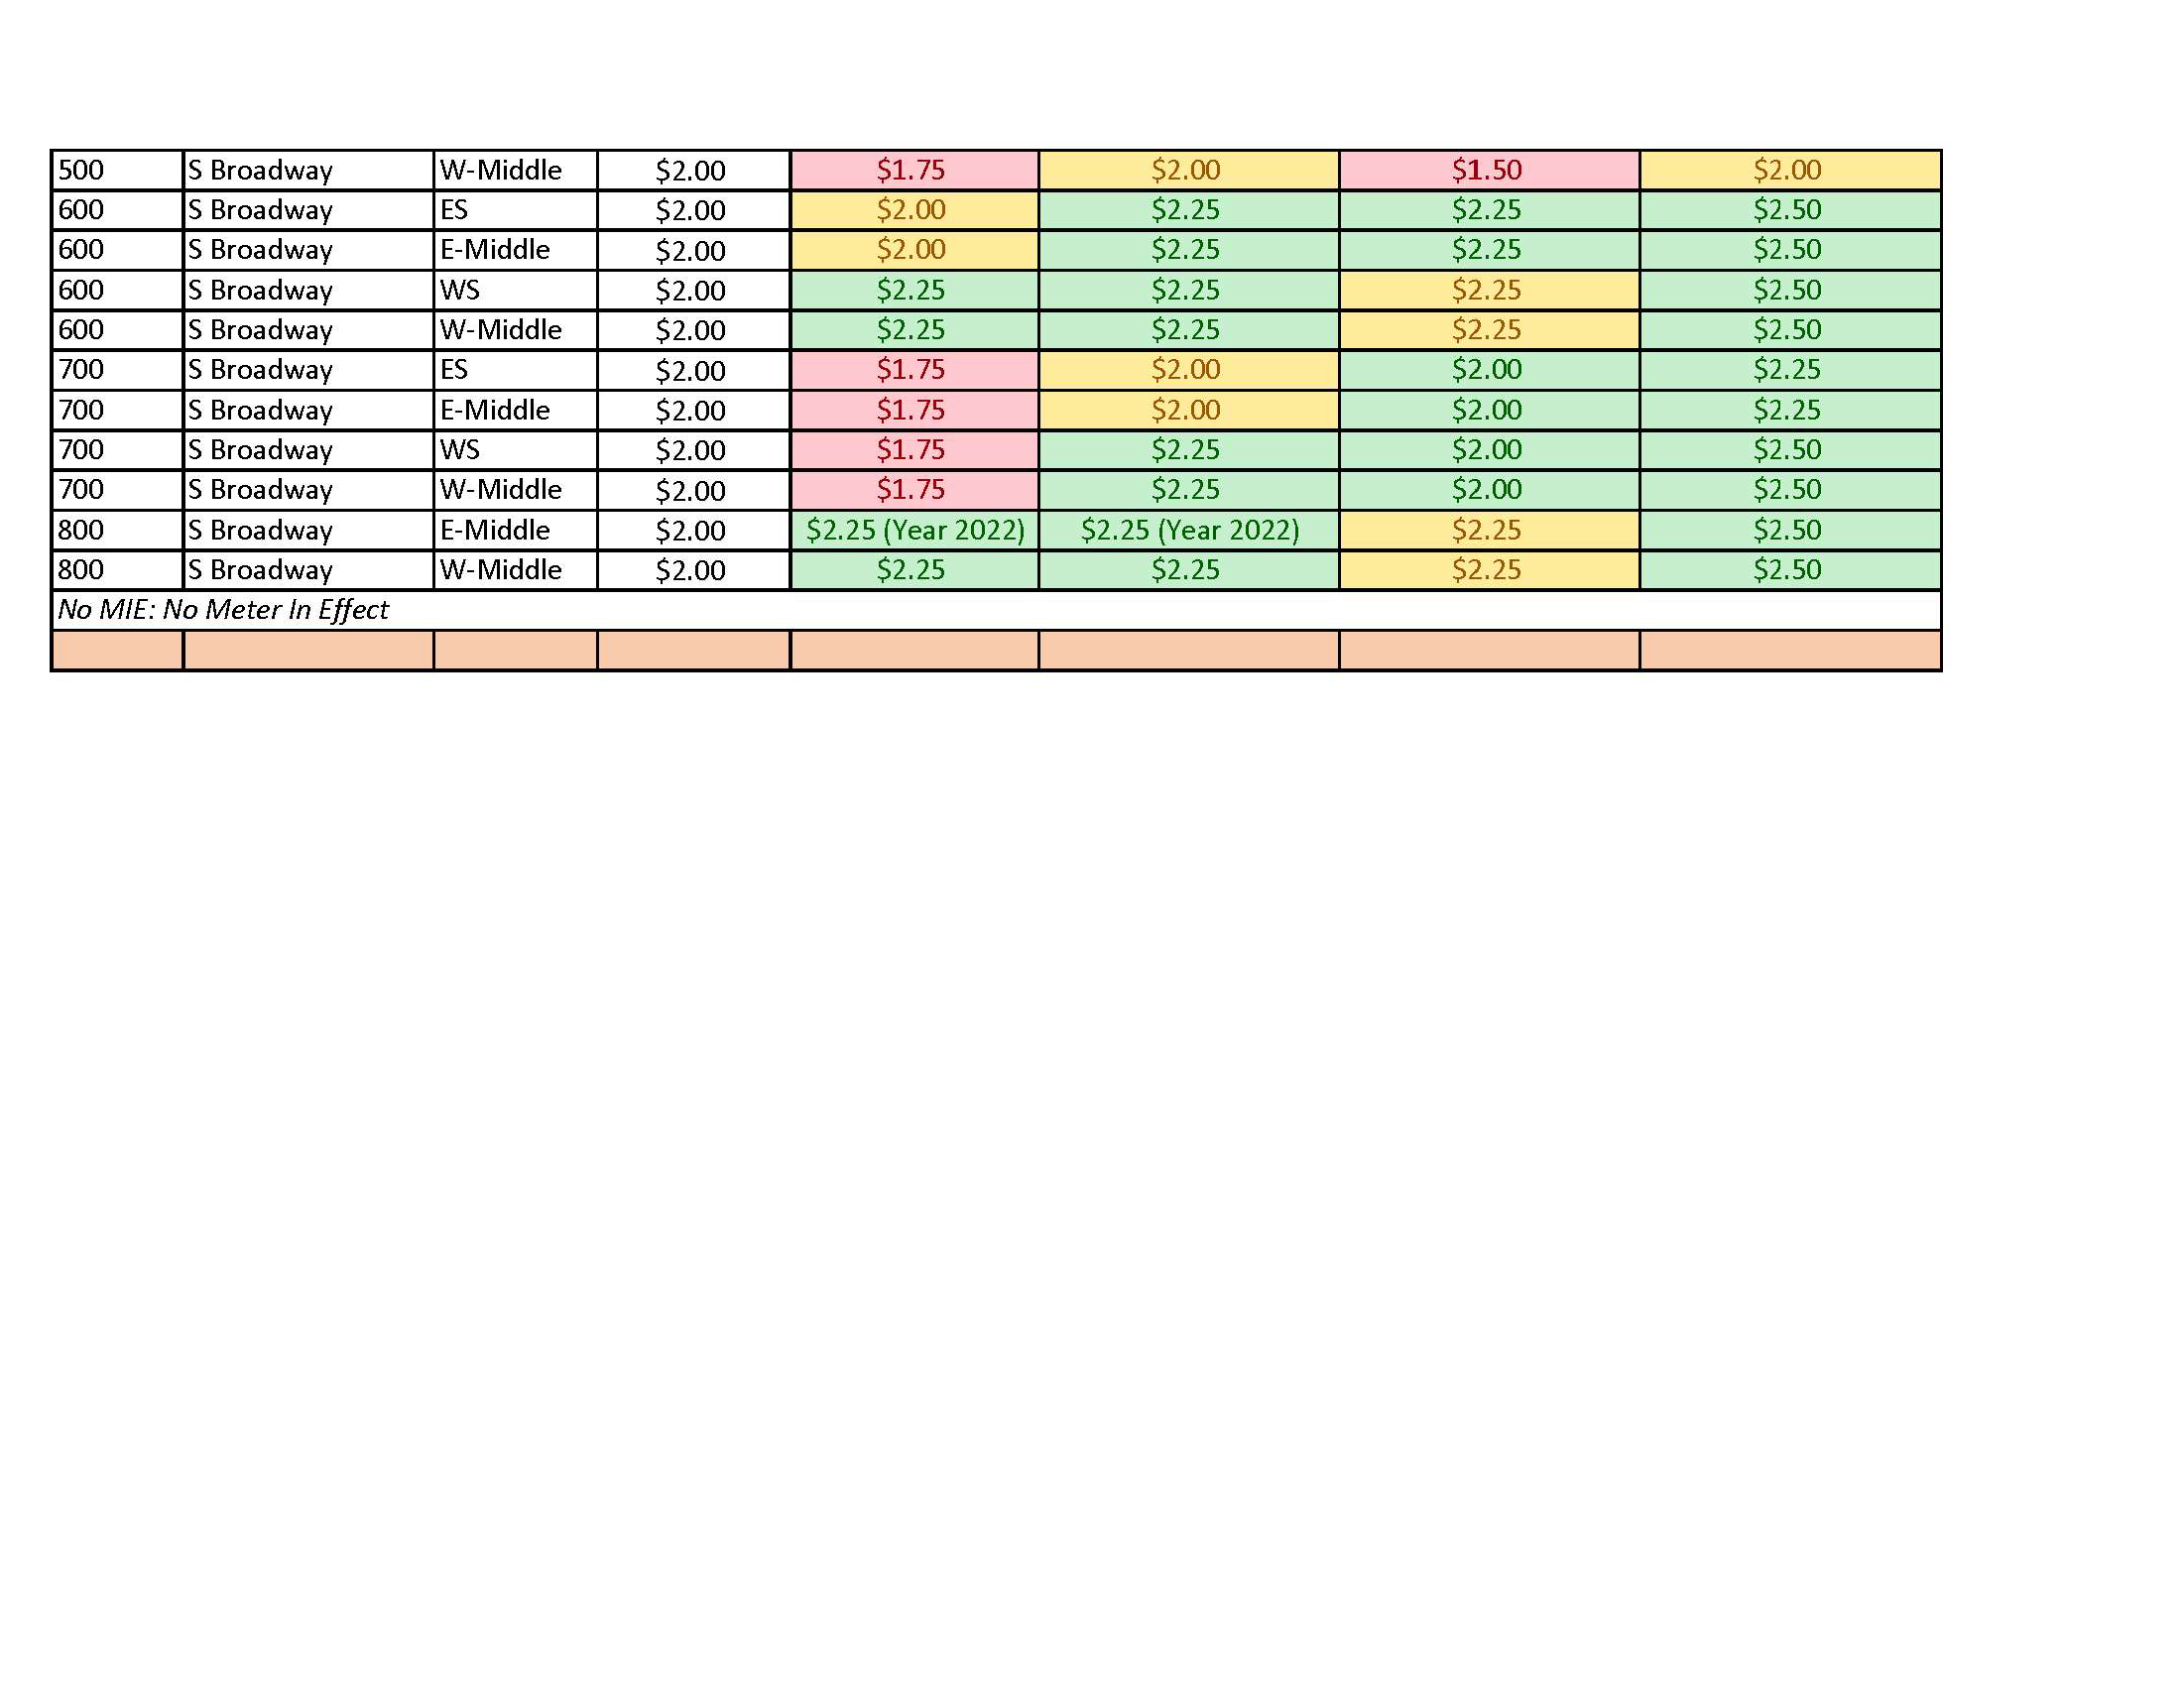 500 S Broadway W-Middle $2.00 $1.75 $2.00 $1.50 $2.00
600 S Broadway ES $2.00 $2.00 $2.25 $2.25 $2.50
600 S Broadway E-Middle $2.00 $2.00 $2.25 $2.25 $2.50
600 S Broadway WS $2.00 $2.25 $2.25 $2.25 $2.50
600 S Broadway W-Middle $2.00 $2.25 $2.25 $2.25 $2.50
700 S Broadway ES $2.00 $1.75 $2.00 $2.00 $2.25
700 S Broadway E-Middle $2.00 $1.75 $2.00 $2.00 $2.25
700 S Broadway WS $2.00 $1.75 $2.25 $2.00 $2.50
700 S Broadway W-Middle $2.00 $1.75 $2.25 $2.00 $2.50
800 S Broadway E-Middle $2.00 $2.25 (Year 2022) $2.25 (Year 2022) $2.25 $2.50
800 S Broadway W-Middle $2.00 $2.25 $2.25 $2.25 $2.50
No MIE: No Meter In Effect